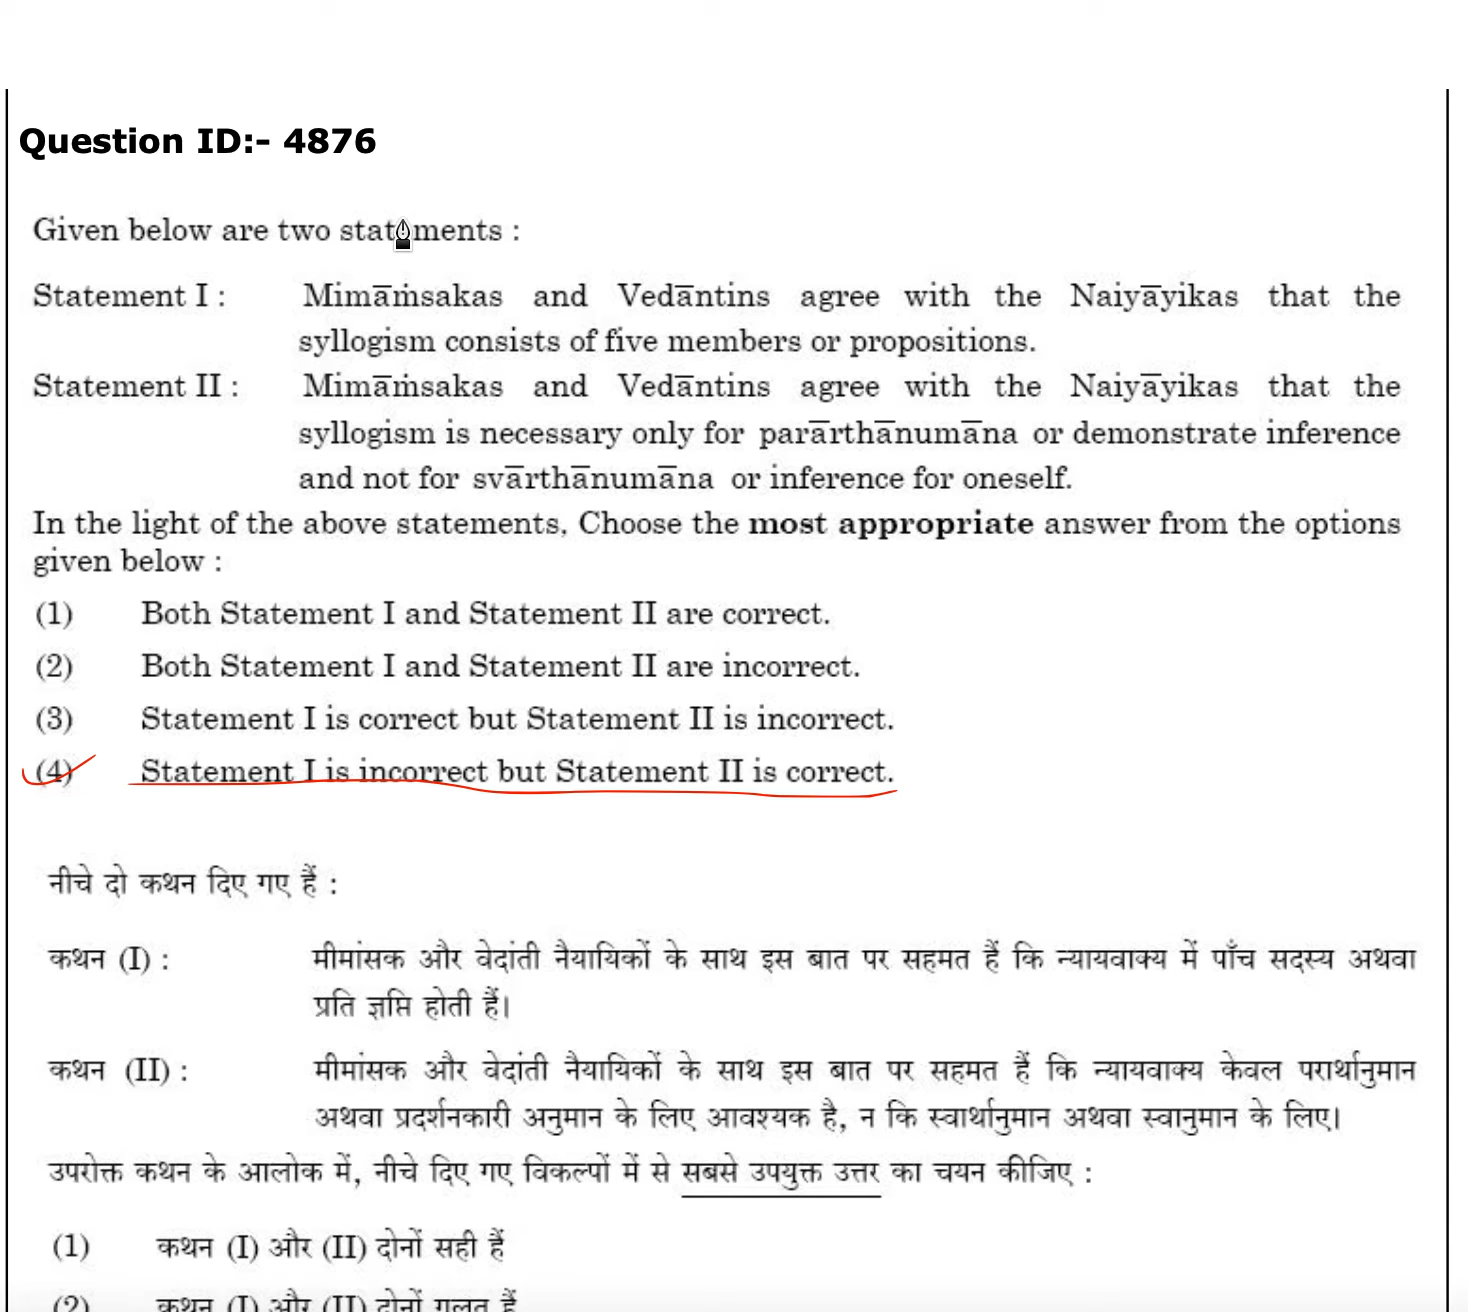 Question ID:- 4876
Given below are two statements :
Statement I : Mimāṁsakas and Vedāntins agree with the Naiyāyikas that the
syllogism consists of five members or propositions.
Statement II : Mimāṁsakas and Vedāntins agree with the Naiyāyikas that the
syllogism is necessary only for parārthānumāna or demonstrate inference
and not for svārthānumāna or inference for oneself.
In the light of the above statements, Choose the most appropriate answer from the options
given below :
(1) Both Statement I and Statement II are correct.
(2) Both Statement I and Statement II are incorrect.
(3) Statement I is correct but Statement II is incorrect.
(4) Statement I is incorrect but Statement II is correct.
नीचे दो कथन दिए गए हैं :
कथन (I) : मीमांसक और वेदांती नैयायिकों के साथ इस बात पर सहमत हैं कि न्यायवाक्य में पाँच सदस्य अथवा
प्रति ज्ञप्ति होती हैं।
कथन (II) : मीमांसक और वेदांती नैयायिकों के साथ इस बात पर सहमत हैं कि न्यायवाक्य केवल परार्थानुमान
अथवा प्रदर्शनकारी अनुमान के लिए आवश्यक है, न कि स्वार्थानुमान अथवा स्वानुमान के लिए।
उपरोक्त कथन के आलोक में, नीचे दिए गए विकल्पों में से सबसे उपयुक्त उत्तर का चयन कीजिए :
(1) कथन (I) और (II) दोनों सही हैं
(2) कथन (I) और (II) दोनों गलत हैं